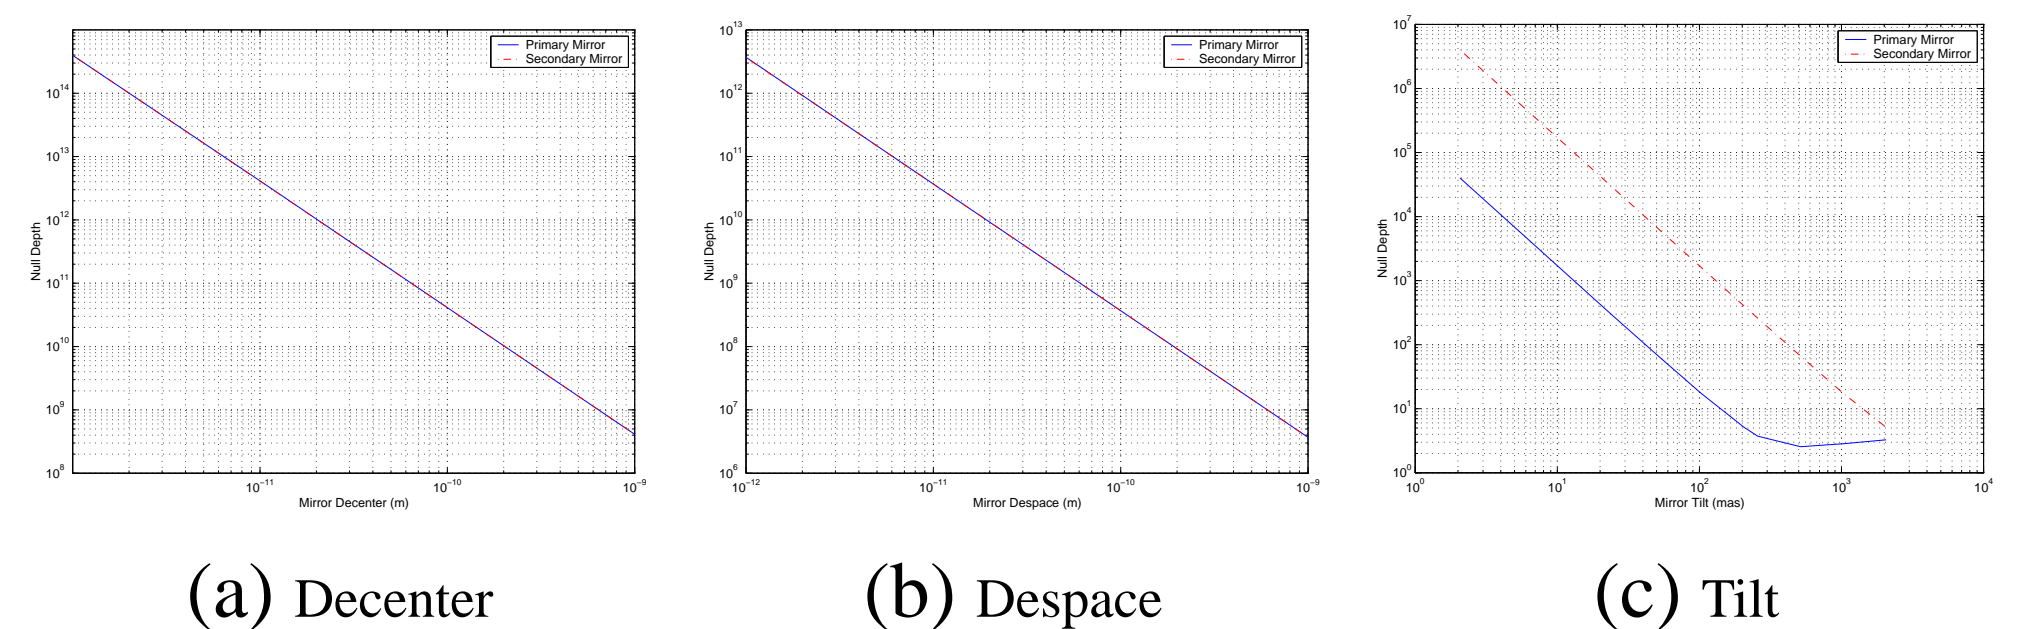 Primary Mirror
Secondary Mirror
10^14
10^13
10^12
10^11
10^10
10^9
10^8
Null Depth
10^−11
10^−10
10^−9
Mirror Decenter (m)
(a) Decenter
Primary Mirror
Secondary Mirror
10^13
10^12
10^11
10^10
10^9
10^8
10^7
10^6
Null Depth
10^−12
10^−11
10^−10
10^−9
Mirror Despace (m)
(b) Despace
Primary Mirror
Secondary Mirror
10^7
10^6
10^5
10^4
10^3
10^2
10^1
10^0
Null Depth
10^0
10^1
10^2
10^3
10^4
Mirror Tilt (mas)
(c) Tilt